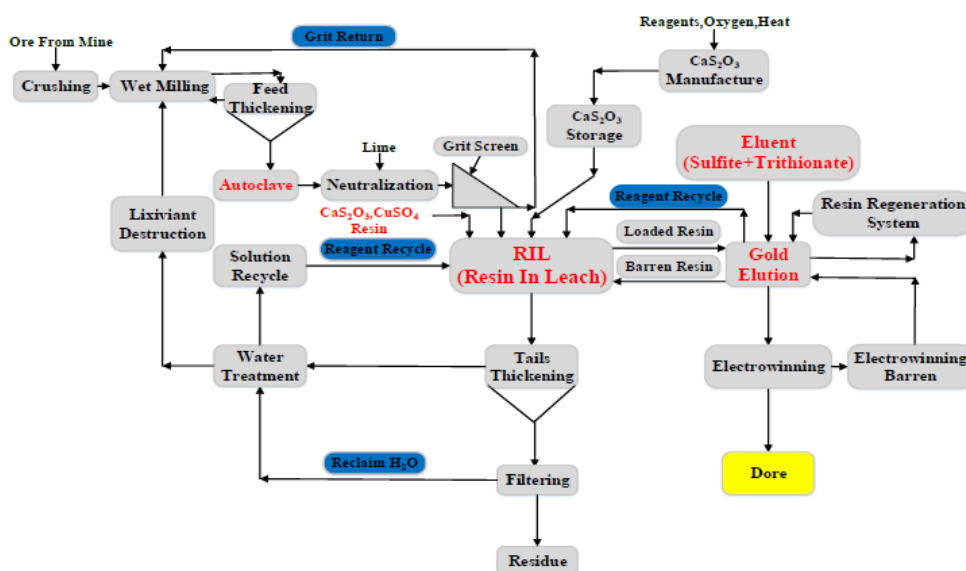 Reagents,Oxygen,Heat
Ore From Mine
Grit Return
CaS₂O₃
Manufacture
Crushing
Wet Milling
Feed
Thickening
CaS₂O₃
Storage
Grit Screen
Eluent
(Sulfite+Trithionate)
Lime
Autoclave
Neutralization
Reagent Recycle
Resin Regeneration
System
Lixiviant
Destruction
CaS₂O₃,CuSO₄
Resin
Loaded Resin
Solution
Recycle
Reagent Recycle
RIL
(Resin In Leach)
Barren Resin
Gold
Elution
Water
Treatment
Tails
Thickening
Electrowinning
Electrowinning
Barren
Reclaim H₂O
Filtering
Dore
Residue